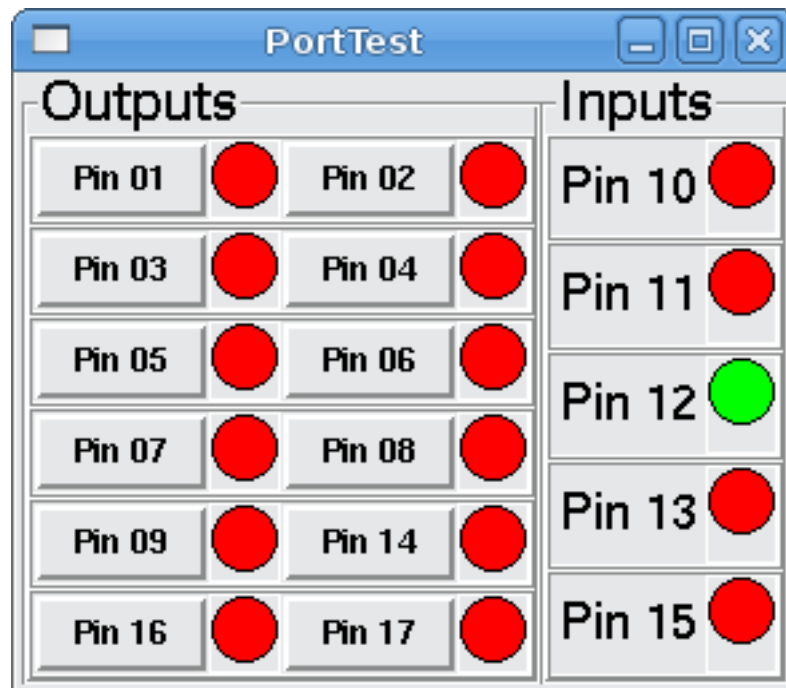 PortTest
Outputs
Inputs
Pin 01 Pin 02
Pin 10
Pin 03 Pin 04
Pin 11
Pin 05 Pin 06
Pin 12
Pin 07 Pin 08
Pin 09 Pin 14
Pin 13
Pin 16 Pin 17
Pin 15